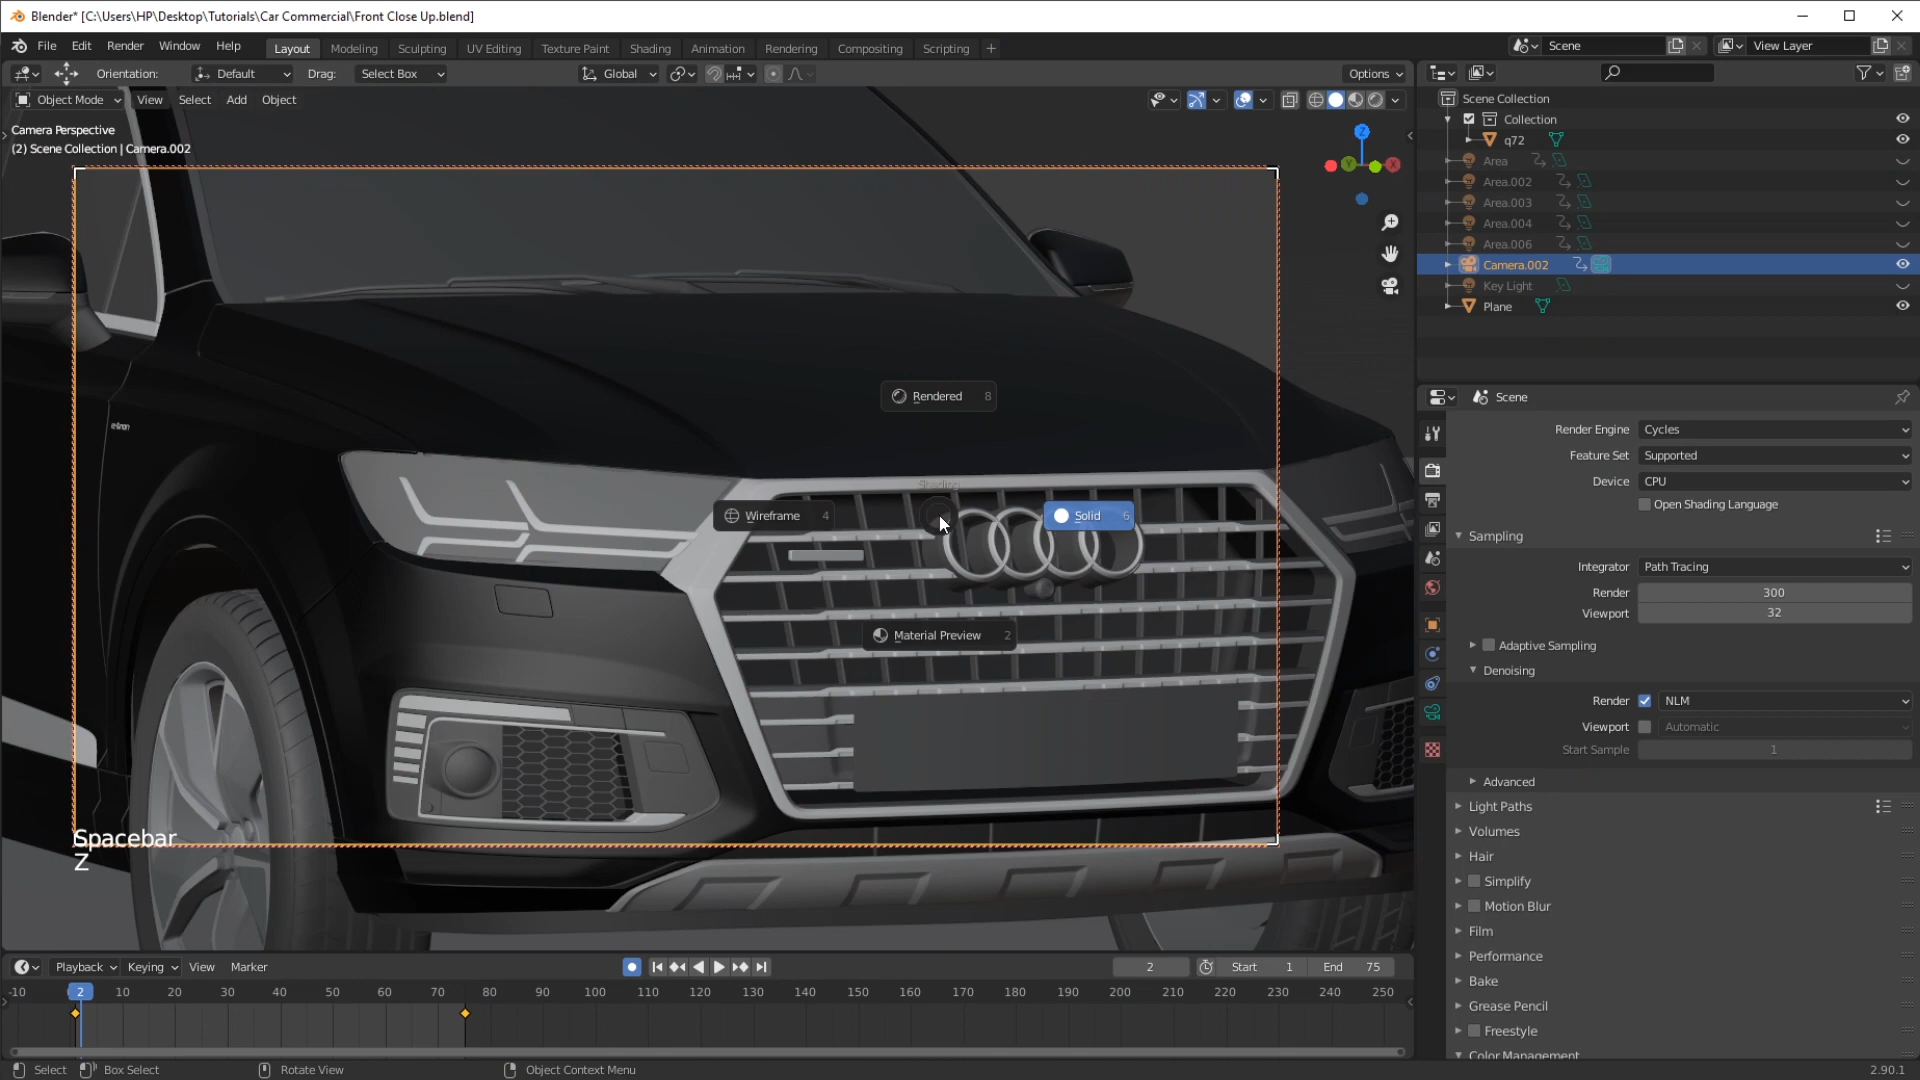 Blender* [C:\Users\HP\Desktop\Tutorials\Car Commercial\Front Close Up.blend]
File Edit Render Window Help Layout Modeling Sculpting UV Editing Texture Paint Shading Animation Rendering Compositing Scripting + Scene View Layer
Orientation: Default Drag: Select Box Global Options
Object Mode View Select Add Object
Camera Perspective
(2) Scene Collection | Camera.002
Z
Y
X
Scene Collection
Collection
q72
Area
Area.002
Area.003
Area.004
Area.006
Camera.002
Key Light
Plane
Rendered 8
Shading
Wireframe 4
Solid 6
Material Preview 2
e-tron
Spacebar
Z
Scene
Render Engine Cycles
Feature Set Supported
Device CPU
Open Shading Language
Sampling
Integrator Path Tracing
Render 300
Viewport 32
Adaptive Sampling
Denoising
Render NLM
Viewport Automatic
Start Sample 1
Advanced
Light Paths
Volumes
Hair
Simplify
Motion Blur
Film
Performance
Bake
Grease Pencil
Freestyle
Color Management
Playback Keying View Marker 2 Start 1 End 75
-10 2 10 20 30 40 50 60 70 80 90 100 110 120 130 140 150 160 170 180 190 200 210 220 230 240 250
Select Box Select Rotate View Object Context Menu 2.90.1